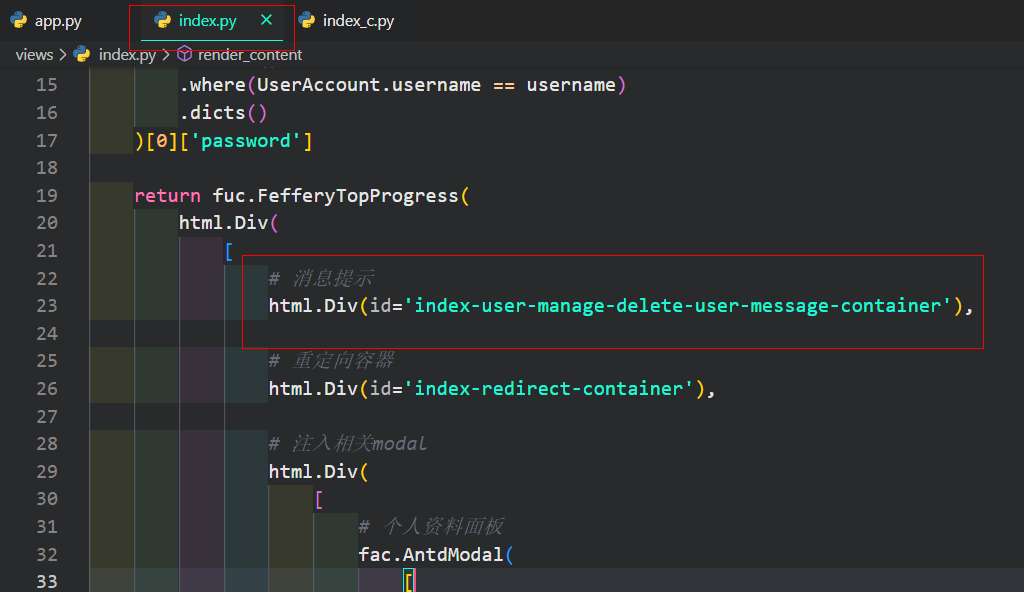 app.py index.py × index_c.py
views > index.py > render_content
15 .where(UserAccount.username == username)
16 .dicts()
17 )[0]['password']
18
19 return fuc.FefferyTopProgress(
20 html.Div(
21 [
22 # 消息提示
23 html.Div(id='index-user-manage-delete-user-message-container'),
24
25 # 重定向容器
26 html.Div(id='index-redirect-container'),
27
28 # 注入相关modal
29 html.Div(
30 [
31 # 个人资料面板
32 fac.AntdModal(
33 [